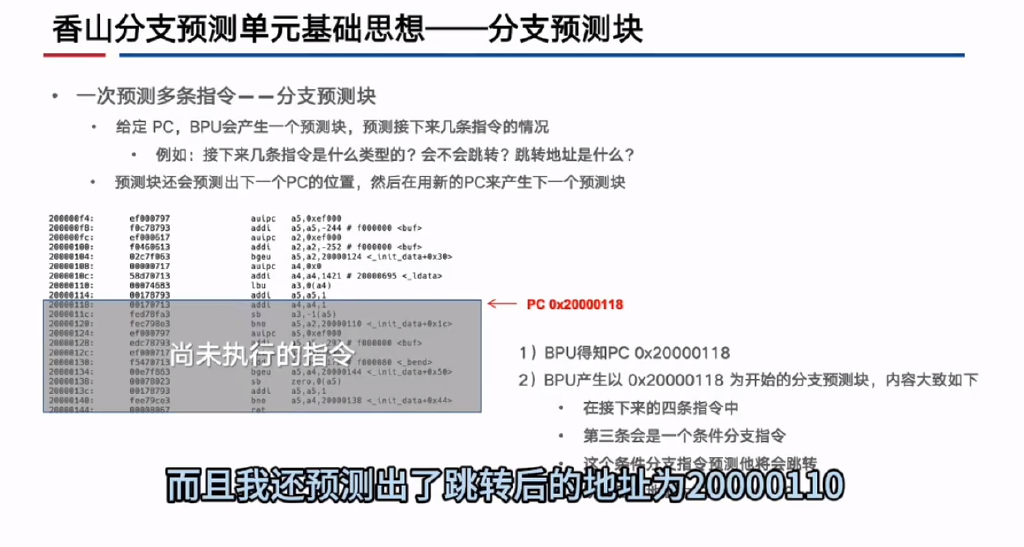 香山分支预测单元基础思想——分支预测块
• 一次预测多条指令——分支预测块
• 给定 PC，BPU会产生一个预测块，预测接下来几条指令的情况
• 例如：接下来几条指令是什么类型的？会不会跳转？跳转地址是什么？
• 预测块还会预测出下一个PC的位置，然后在用新的PC来产生下一个预测块
200000f4: ef000797 auipc a5,0xef000
200000f8: f0c78793 addi a5,a5,-244 # f000000 <buf>
200000fc: ef000617 auipc a2,0xef000
20000100: f0460613 addi a2,a2,-252 # f000000 <buf>
20000104: 02c7f063 bgeu a5,a2,20000124 <_init_data+0x30>
20000108: 00000717 auipc a4,0x0
2000010c: 58d70713 addi a4,a4,1421 # 20000695 <_ldata>
20000110: 00074683 lbu a3,0(a4)
20000114: 00178793 addi a5,a5,1
20000118: 00170713 addi a4,a4,1
2000011c: fed78fa3 sb a3,-1(a5)
20000120: fec798e3 bne a5,a2,20000110 <_init_data+0x1c>
20000124: ef000797 auipc a5,0xef000
20000128: edc78793 <buf>
2000012c: ef000717
20000130: f5470713 <_bend>
20000134: 00e7f863 bgeu a5,a4,20000144 <_init_data+0x50>
20000138: 00078023 sb zero,0(a5)
2000013c: 00178793 addi a5,a5,1
20000140: fee79ce3 bne a5,a4,20000138 <_init_data+0x44>
20000144: 00008067 ret
尚未执行的指令
PC 0x20000118
1）BPU得知PC 0x20000118
2）BPU产生以 0x20000118 为开始的分支预测块，内容大致如下
• 在接下来的四条指令中
• 第三条会是一个条件分支指令
• 这个条件分支指令预测他将会跳转
而且我还预测出了跳转后的地址为20000110